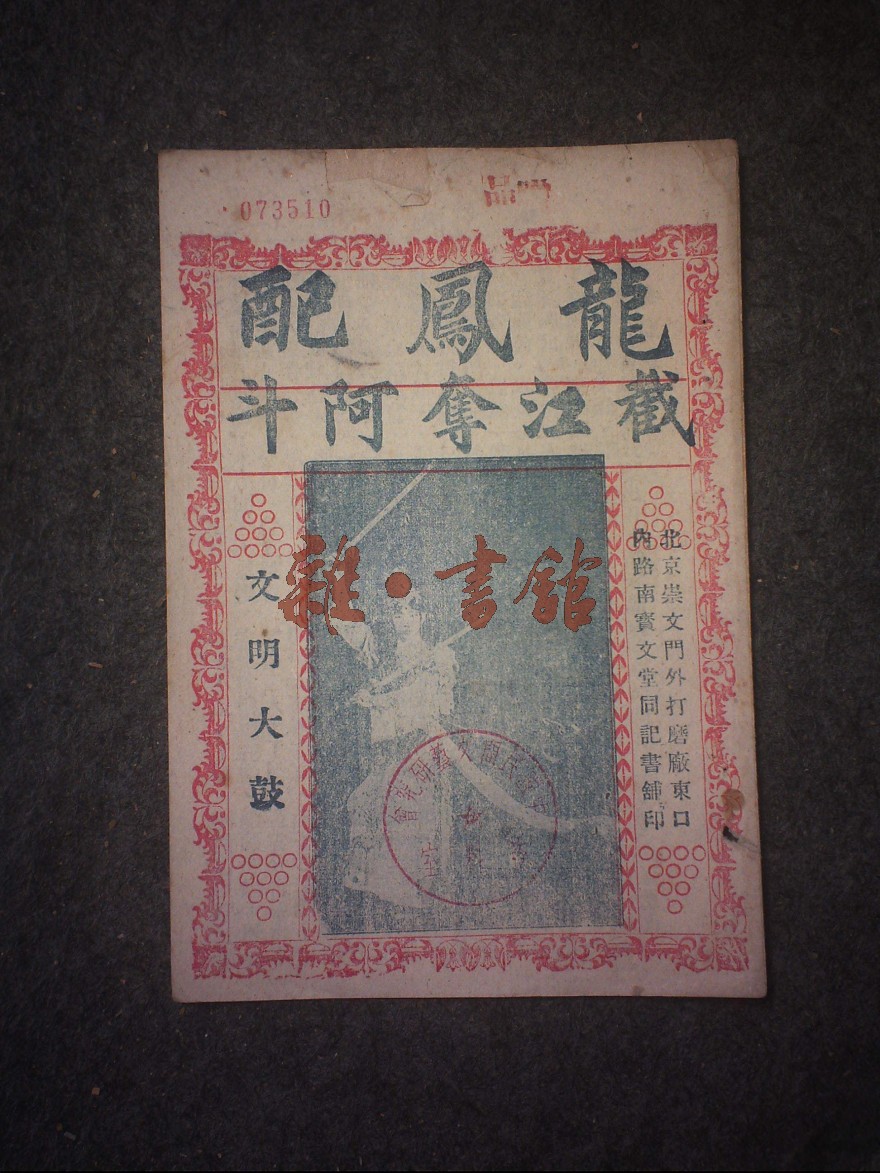 073510
龍鳳配
截江奪阿斗
北京崇文門外打磨廠東口
內路南寶文堂同記書舖印
文明大鼓
雜·書館